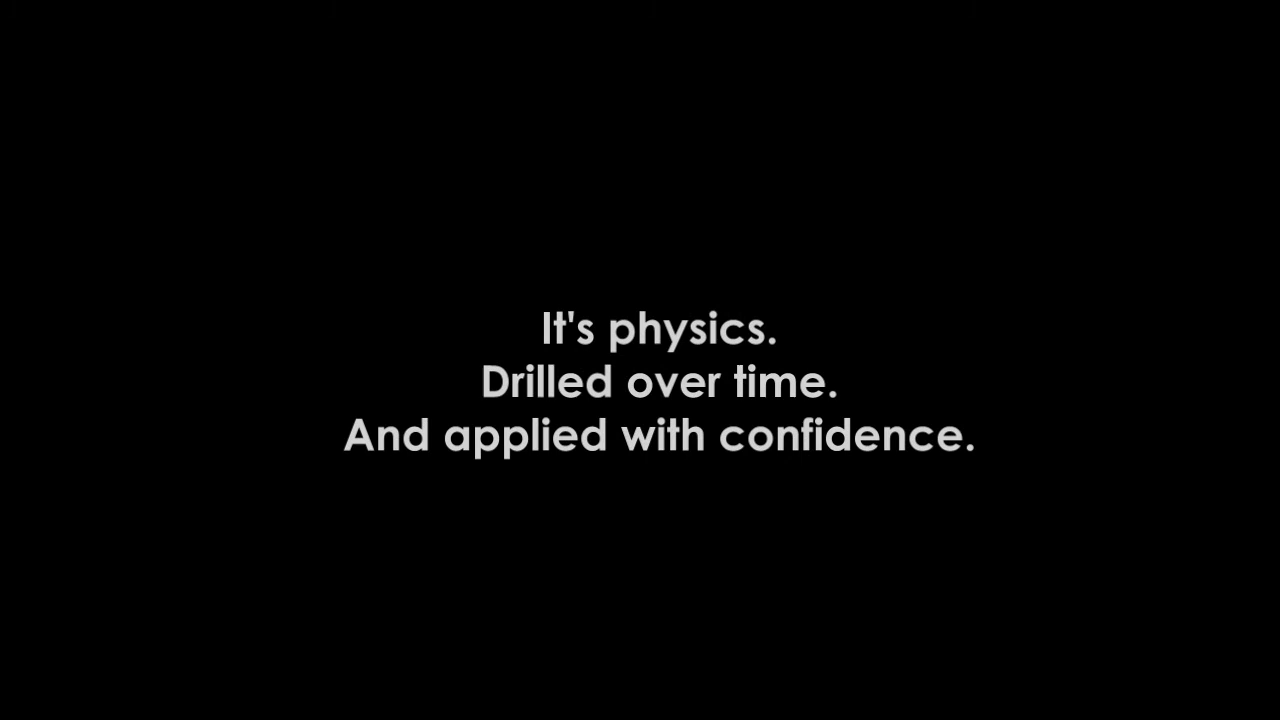 It's physics.
Drilled over time.
And applied with confidence.